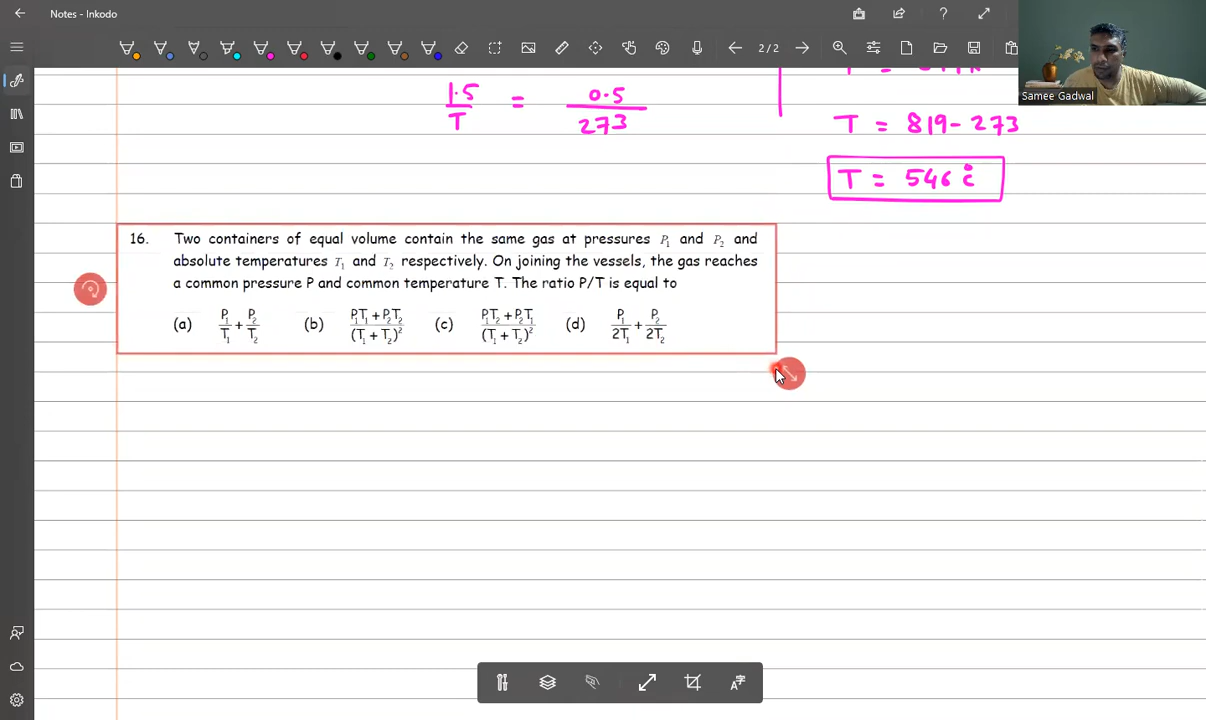 Notes - Inkodo
2/2
Samee Gadwal
1.5/T = 0.5/273
T = 819 - 273
T = 546 °C
16. Two containers of equal volume contain the same gas at pressures P₁ and P₂ and
absolute temperatures T₁ and T₂ respectively. On joining the vessels, the gas reaches
a common pressure P and common temperature T. The ratio P/T is equal to
(a) P₁/T₁ + P₂/T₂ (b) (P₁T₁ + P₂T₂)/(T₁ + T₂)² (c) (P₁T₂ + P₂T₁)/(T₁ + T₂)² (d) P₁/2T₁ + P₂/2T₂